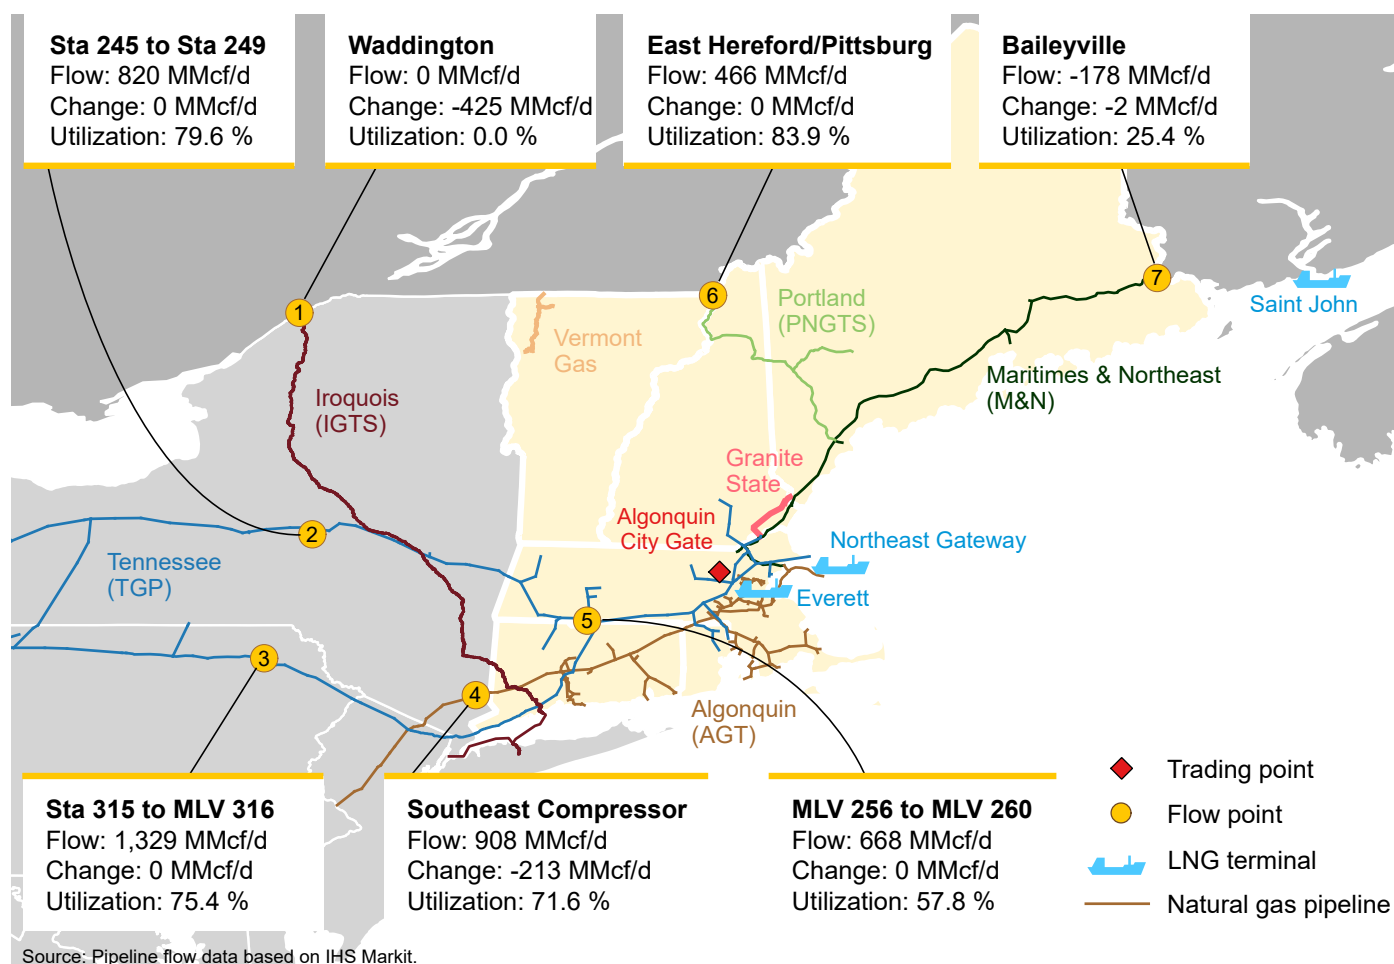 Sta 245 to Sta 249
Flow: 820 MMcf/d
Change: 0 MMcf/d
Utilization: 79.6 %
Waddington
Flow: 0 MMcf/d
Change: -425 MMcf/d
Utilization: 0.0 %
East Hereford/Pittsburg
Flow: 466 MMcf/d
Change: 0 MMcf/d
Utilization: 83.9 %
Baileyville
Flow: -178 MMcf/d
Change: -2 MMcf/d
Utilization: 25.4 %
1
6
7
Saint John
Portland
(PNGTS)
Vermont
Gas
Iroquois
(IGTS)
Maritimes & Northeast
(M&N)
Granite
State
Algonquin
City Gate
2
Northeast Gateway
Tennessee
(TGP)
Everett
5
3
4
Algonquin
(AGT)
Sta 315 to MLV 316
Flow: 1,329 MMcf/d
Change: 0 MMcf/d
Utilization: 75.4 %
Southeast Compressor
Flow: 908 MMcf/d
Change: -213 MMcf/d
Utilization: 71.6 %
MLV 256 to MLV 260
Flow: 668 MMcf/d
Change: 0 MMcf/d
Utilization: 57.8 %
Trading point
Flow point
LNG terminal
Natural gas pipeline
Source: Pipeline flow data based on IHS Markit.